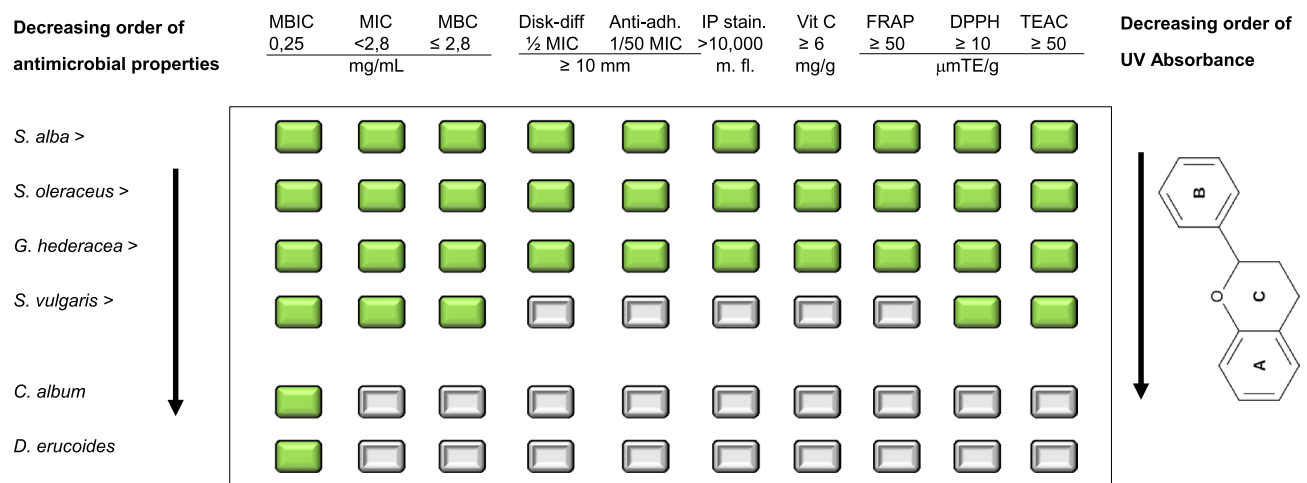 Decreasing order of
antimicrobial properties
MBIC MIC MBC Disk-diff Anti-adh. IP stain. Vit C FRAP DPPH TEAC
0,25 <2,8 ≤ 2,8 ½ MIC 1/50 MIC >10,000 ≥ 6 ≥ 50 ≥ 10 ≥ 50
mg/mL ≥ 10 mm m. fl. mg/g μmTE/g
Decreasing order of
UV Absorbance
S. alba >
S. oleraceus >
G. hederacea >
S. vulgaris >
C. album
D. erucoides
B
O
C
A